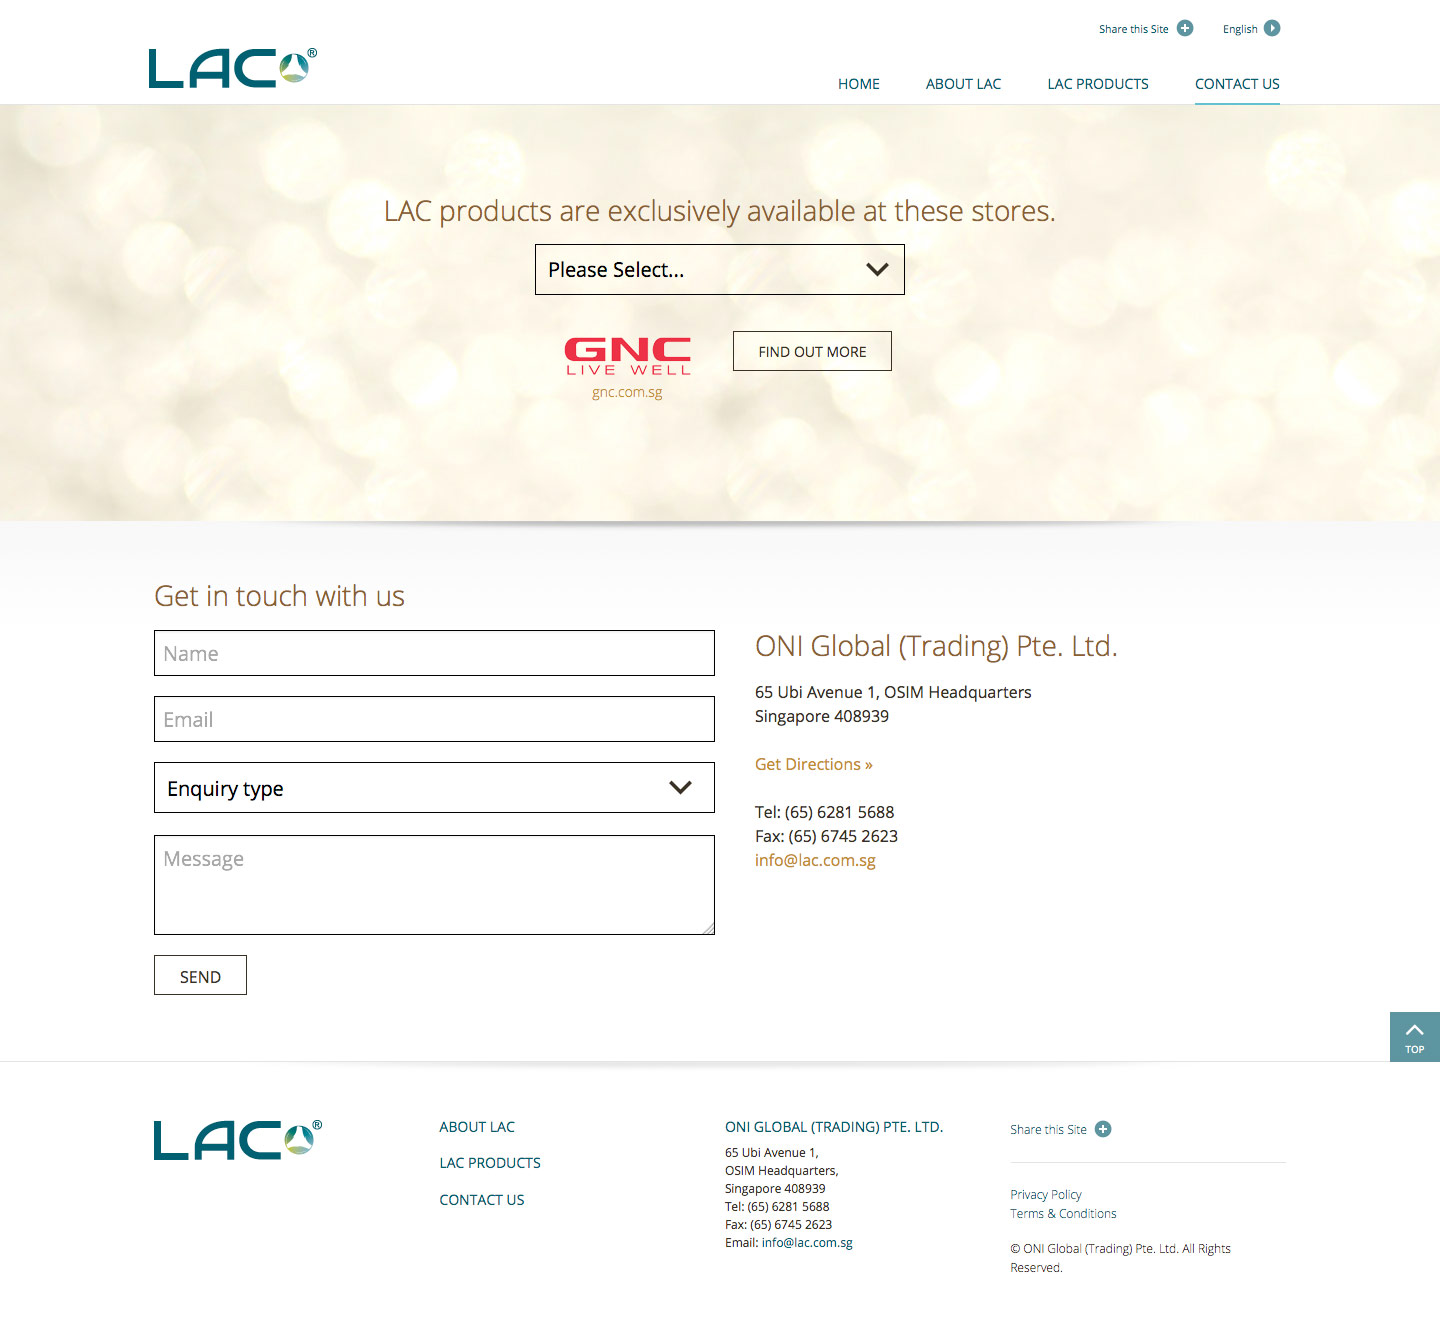 Share this Site
English
LAC®
HOME
ABOUT LAC
LAC PRODUCTS
CONTACT US
LAC products are exclusively available at these stores.
Please Select...
GNC
LIVE WELL
gnc.com.sg
FIND OUT MORE
Get in touch with us
Name
Email
Enquiry type
Message
SEND
ONI Global (Trading) Pte. Ltd.
65 Ubi Avenue 1, OSIM Headquarters
Singapore 408939
Get Directions »
Tel: (65) 6281 5688
Fax: (65) 6745 2623
info@lac.com.sg
TOP
LAC®
ABOUT LAC
LAC PRODUCTS
CONTACT US
ONI GLOBAL (TRADING) PTE. LTD.
65 Ubi Avenue 1,
OSIM Headquarters,
Singapore 408939
Tel: (65) 6281 5688
Fax: (65) 6745 2623
Email: info@lac.com.sg
Share this Site
Privacy Policy
Terms & Conditions
© ONI Global (Trading) Pte. Ltd. All Rights
Reserved.